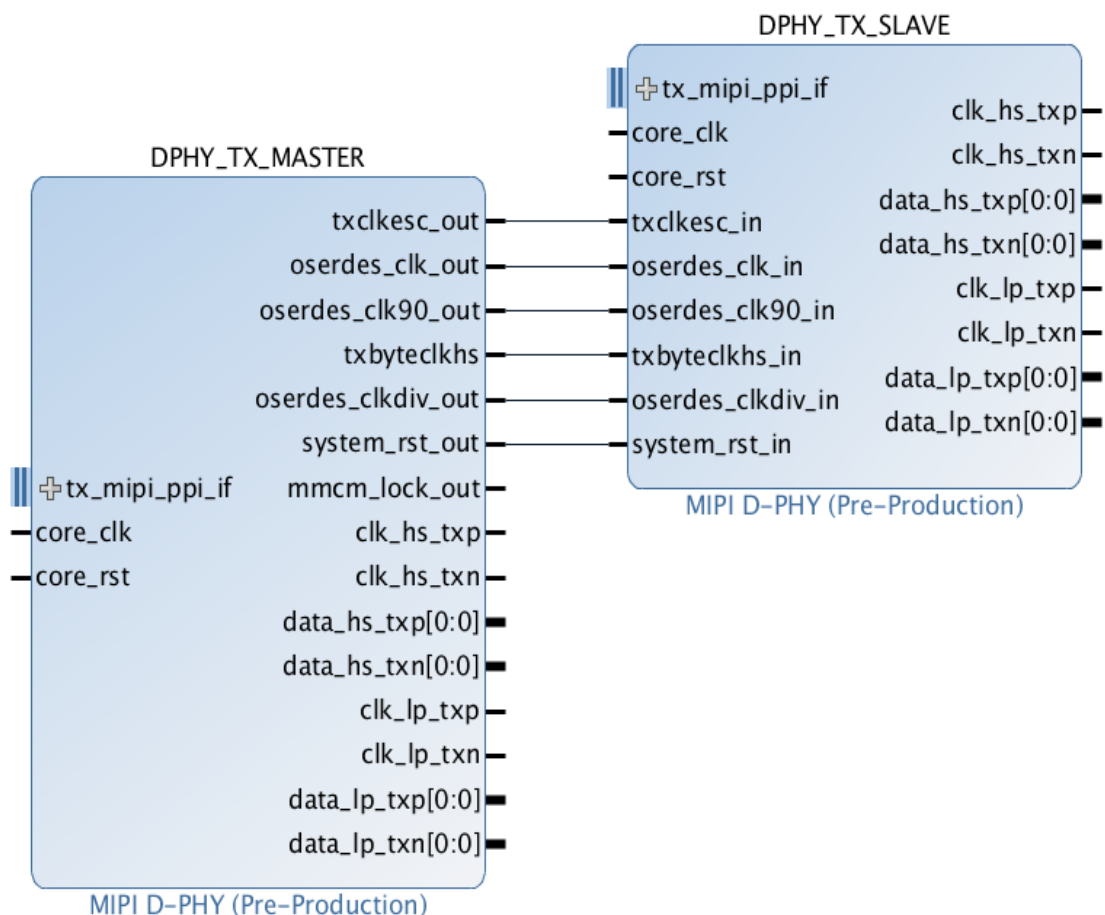 DPHY_TX_SLAVE
tx_mipi_ppi_if
core_clk
core_rst
txclkesc_in
oserdes_clk_in
oserdes_clk90_in
txbyteclkhs_in
oserdes_clkdiv_in
system_rst_in
clk_hs_txp
clk_hs_txn
data_hs_txp[0:0]
data_hs_txn[0:0]
clk_lp_txp
clk_lp_txn
data_lp_txp[0:0]
data_lp_txn[0:0]
MIPI D-PHY (Pre-Production)
DPHY_TX_MASTER
tx_mipi_ppi_if
core_clk
core_rst
txclkesc_out
oserdes_clk_out
oserdes_clk90_out
txbyteclkhs
oserdes_clkdiv_out
system_rst_out
mmcm_lock_out
clk_hs_txp
clk_hs_txn
data_hs_txp[0:0]
data_hs_txn[0:0]
clk_lp_txp
clk_lp_txn
data_lp_txp[0:0]
data_lp_txn[0:0]
MIPI D-PHY (Pre-Production)